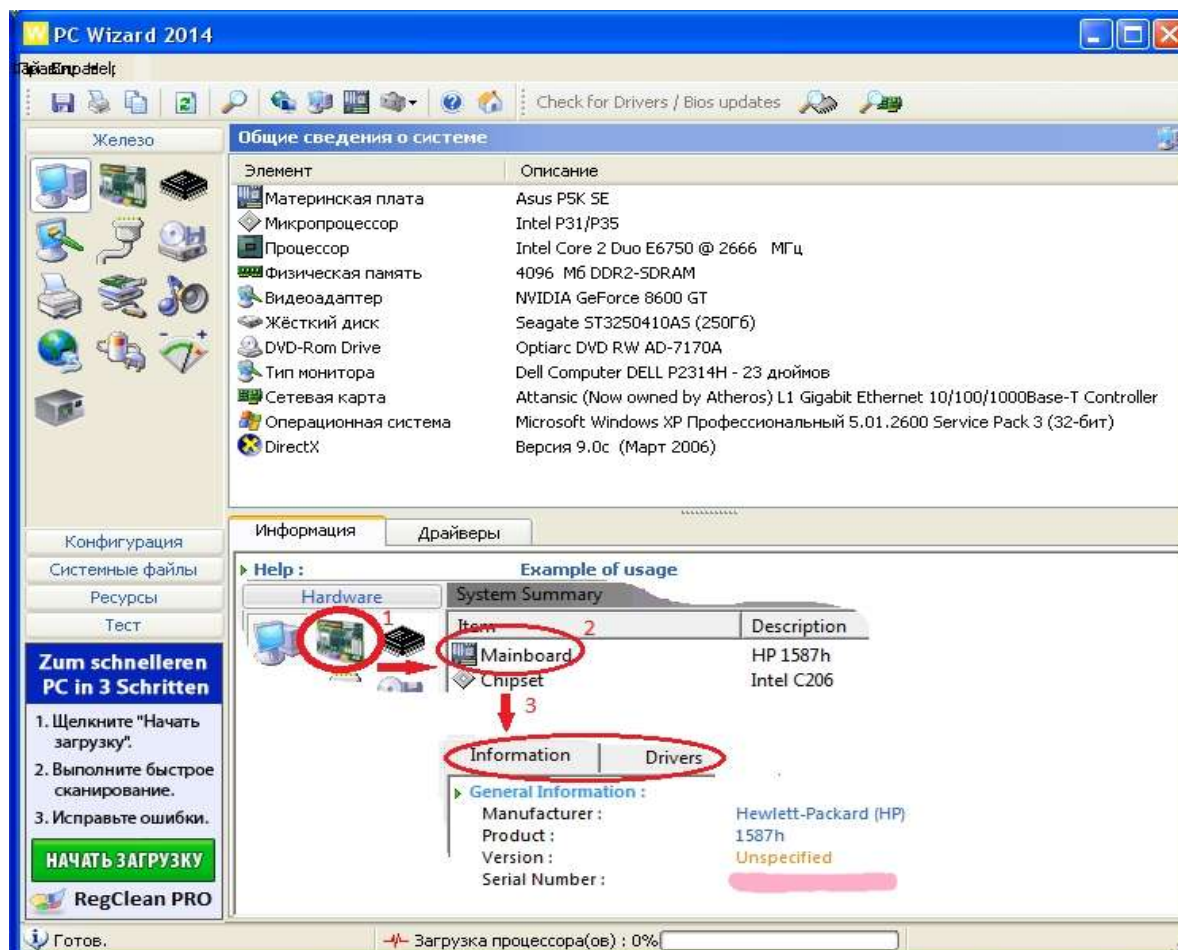 PC Wizard 2014
Help
Check for Drivers / Bios updates
Железо
Общие сведения о системе
Элемент Описание
Материнская плата Asus P5K SE
Микропроцессор Intel P31/P35
Процессор Intel Core 2 Duo E6750 @ 2666 МГц
Физическая память 4096 Мб DDR2-SDRAM
Видеоадаптер NVIDIA GeForce 8600 GT
Жёсткий диск Seagate ST3250410AS (250Гб)
DVD-Rom Drive Optiarc DVD RW AD-7170A
Тип монитора Dell Computer DELL P2314H - 23 дюймов
Сетевая карта Attansic (Now owned by Atheros) L1 Gigabit Ethernet 10/100/1000Base-T Controller
Операционная система Microsoft Windows XP Профессиональный 5.01.2600 Service Pack 3 (32-бит)
DirectX Версия 9.0c (Март 2006)
Конфигурация
Системные файлы
Ресурсы
Тест
Информация Драйверы
Help : Example of usage
Hardware System Summary
1
Item 2 Description
Mainboard HP 1587h
Chipset Intel C206
3
Information Drivers
General Information :
Manufacturer : Hewlett-Packard (HP)
Product : 1587h
Version : Unspecified
Serial Number :
Zum schnelleren
PC in 3 Schritten
1. Щелкните "Начать
загрузку".
2. Выполните быстрое
сканирование.
3. Исправьте ошибки.
НАЧАТЬ ЗАГРУЗКУ
RegClean PRO
Готов. Загрузка процессора(ов) : 0%